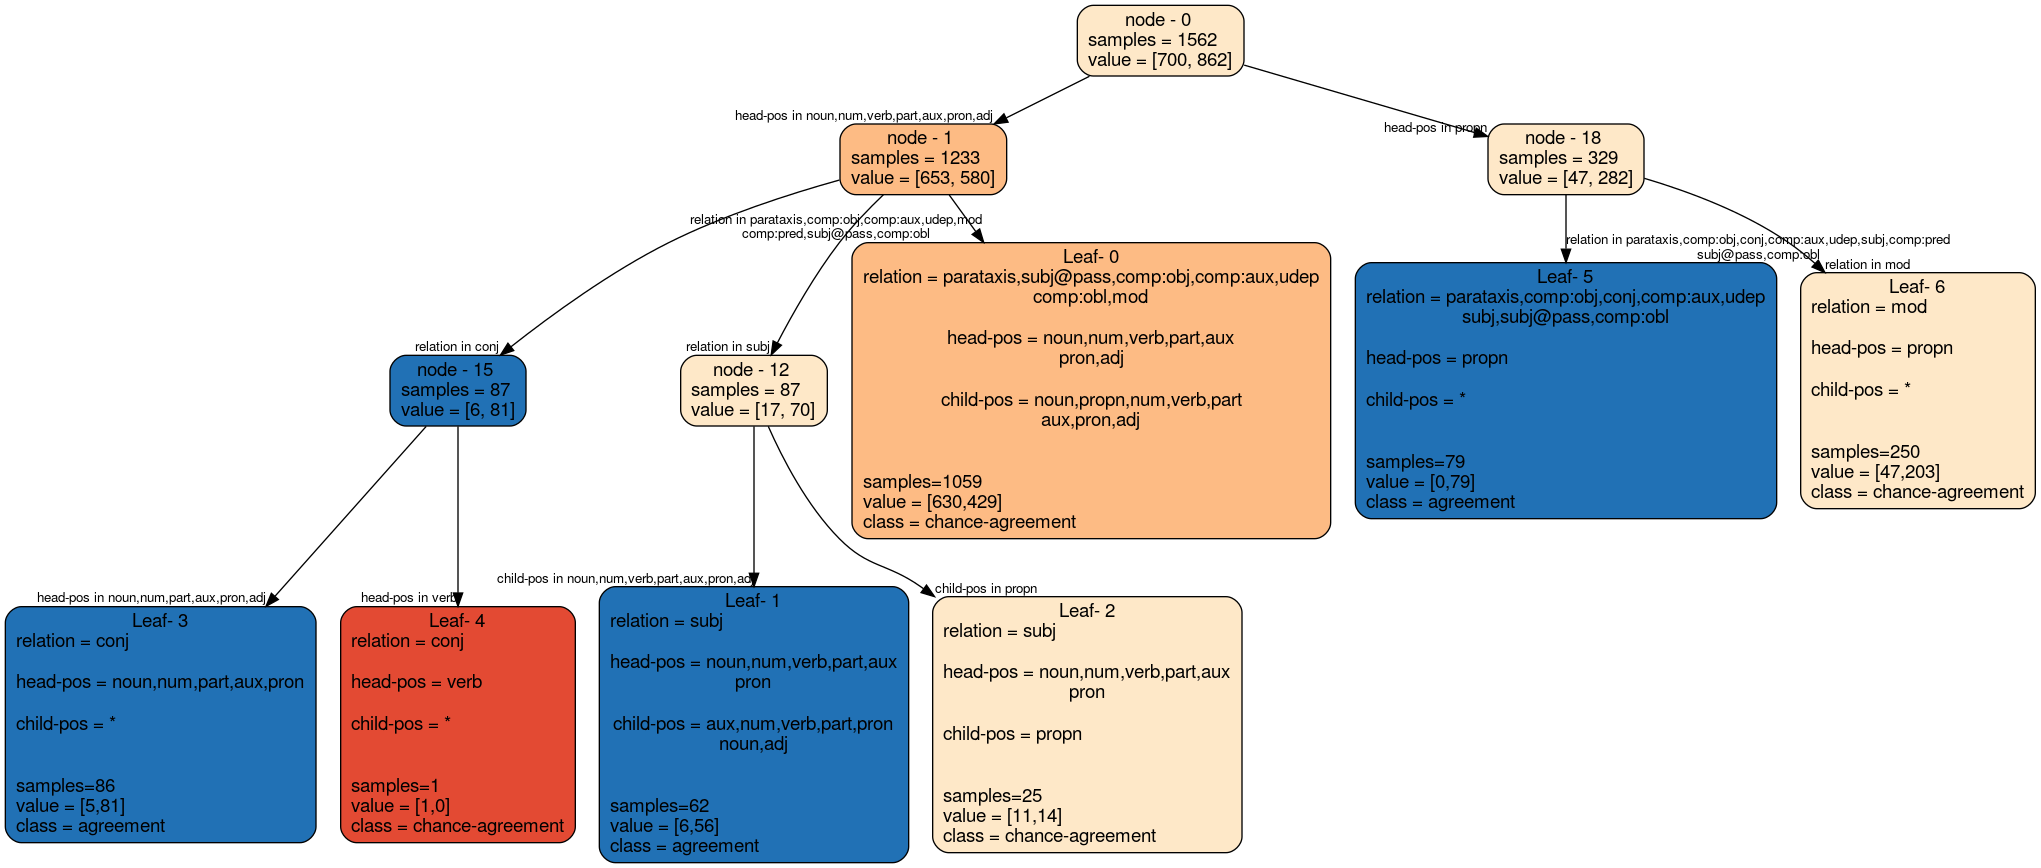 node - 0
samples = 1562
value = [700, 862]
head-pos in noun,num,verb,part,aux,pron,adj
head-pos in propn
node - 1
samples = 1233
value = [653, 580]
node - 18
samples = 329
value = [47, 282]
relation in parataxis,comp:obj,comp:aux,udep,mod
comp:pred,subj@pass,comp:obl
relation in parataxis,comp:obj,conj,comp:aux,udep,subj,comp:pred
subj@pass,comp:obl
relation in mod
Leaf- 0
relation = parataxis,subj@pass,comp:obj,comp:aux,udep
comp:obl,mod
head-pos = noun,num,verb,part,aux
pron,adj
child-pos = noun,propn,num,verb,part
aux,pron,adj
samples=1059
value = [630,429]
class = chance-agreement
Leaf- 5
relation = parataxis,comp:obj,conj,comp:aux,udep
subj,subj@pass,comp:obl
head-pos = propn
child-pos = *
samples=79
value = [0,79]
class = agreement
Leaf- 6
relation = mod
head-pos = propn
child-pos = *
samples=250
value = [47,203]
class = chance-agreement
relation in conj
node - 15
samples = 87
value = [6, 81]
relation in subj
node - 12
samples = 87
value = [17, 70]
head-pos in noun,num,part,aux,pron,adj
Leaf- 3
relation = conj
head-pos = noun,num,part,aux,pron
child-pos = *
samples=86
value = [5,81]
class = agreement
head-pos in verb
Leaf- 4
relation = conj
head-pos = verb
child-pos = *
samples=1
value = [1,0]
class = chance-agreement
child-pos in noun,num,verb,part,aux,pron,adj
Leaf- 1
relation = subj
head-pos = noun,num,verb,part,aux
pron
child-pos = aux,num,verb,part,pron
noun,adj
samples=62
value = [6,56]
class = agreement
child-pos in propn
Leaf- 2
relation = subj
head-pos = noun,num,verb,part,aux
pron
child-pos = propn
samples=25
value = [11,14]
class = chance-agreement